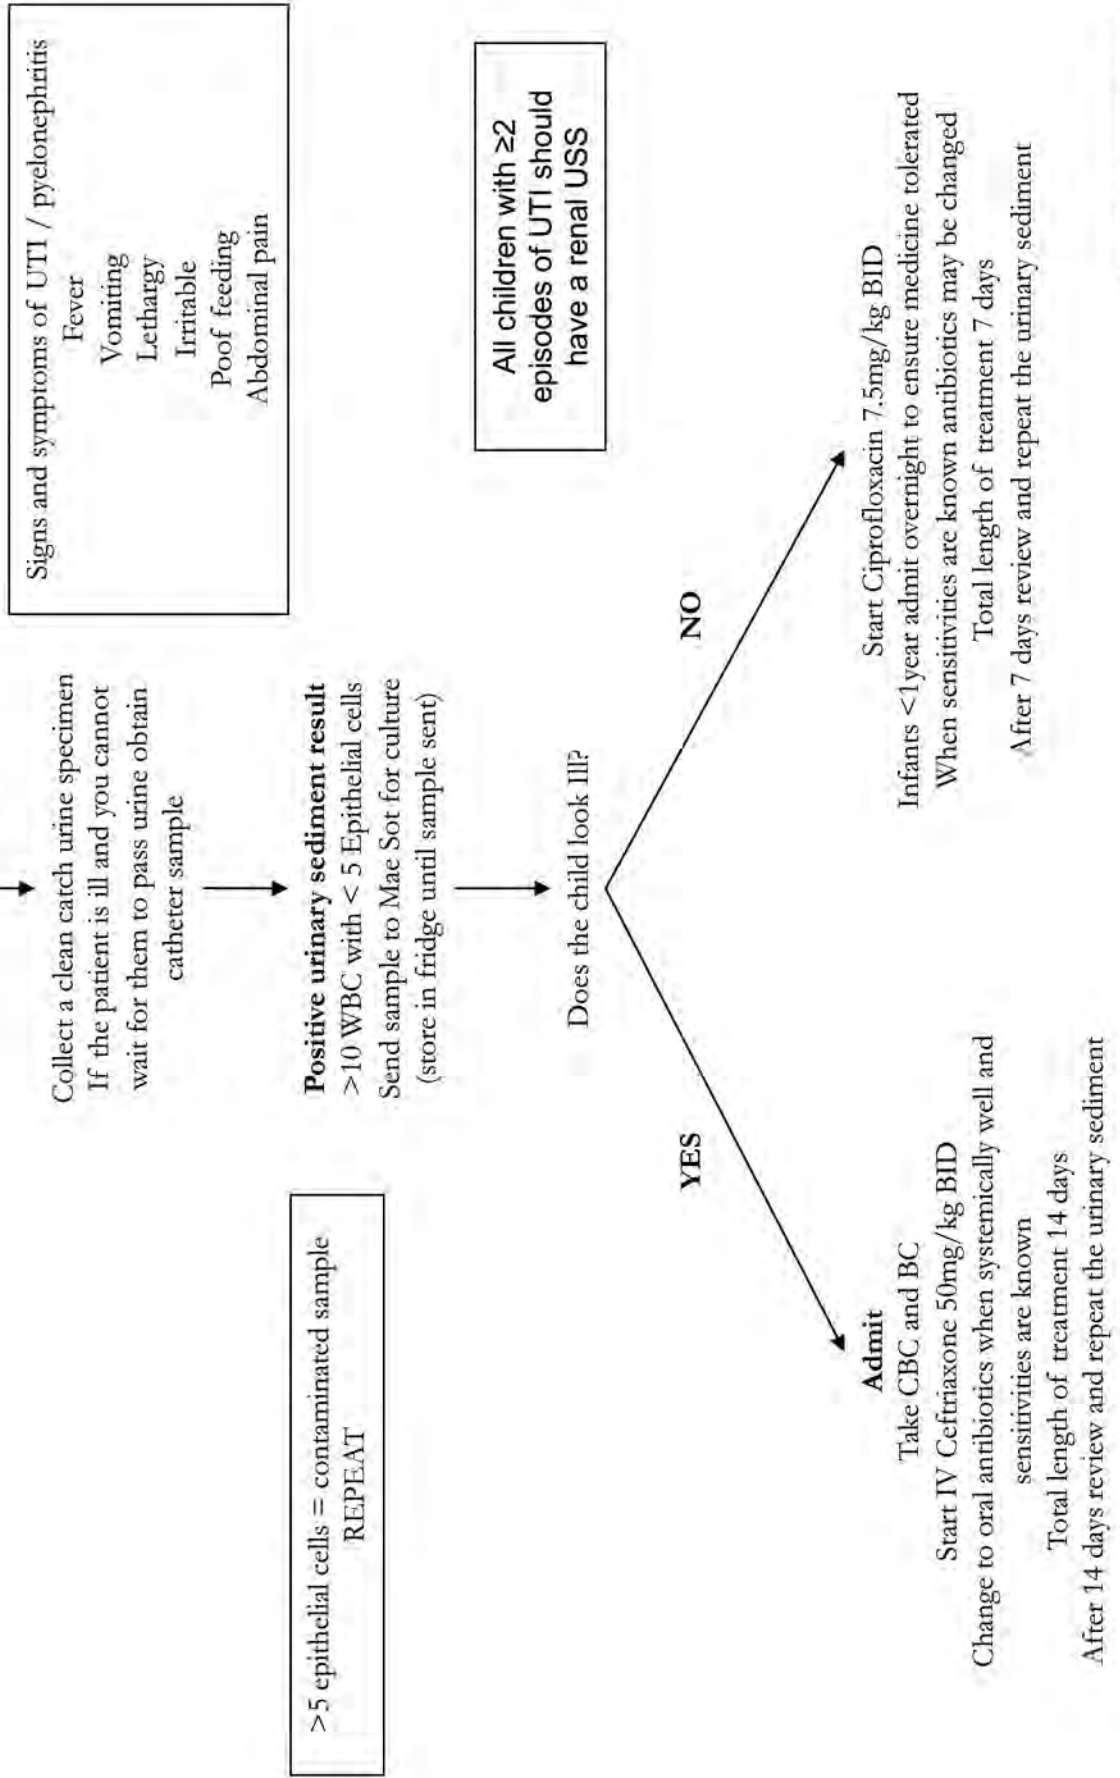 Signs and symptoms of UTI / pyelonephritis
Fever
Vomiting
Lethargy
Irritable
Poof feeding
Abdominal pain
Collect a clean catch urine specimen
If the patient is ill and you cannot
wait for them to pass urine obtain
catheter sample
>5 epithelial cells = contaminated sample
REPEAT
Positive urinary sediment result
>10 WBC with < 5 Epithelial cells
Send sample to Mae Sot for culture
(store in fridge until sample sent)
All children with ≥2
episodes of UTI should
have a renal USS
Does the child look Ill?
YES
NO
Admit
Take CBC and BC
Start IV Ceftriaxone 50mg/kg BID
Change to oral antibiotics when systemically well and
sensitivities are known
Total length of treatment 14 days
After 14 days review and repeat the urinary sediment
Start Ciprofloxacin 7.5mg/kg BID
Infants <1year admit overnight to ensure medicine tolerated
When sensitivities are known antibiotics may be changed
Total length of treatment 7 days
After 7 days review and repeat the urinary sediment